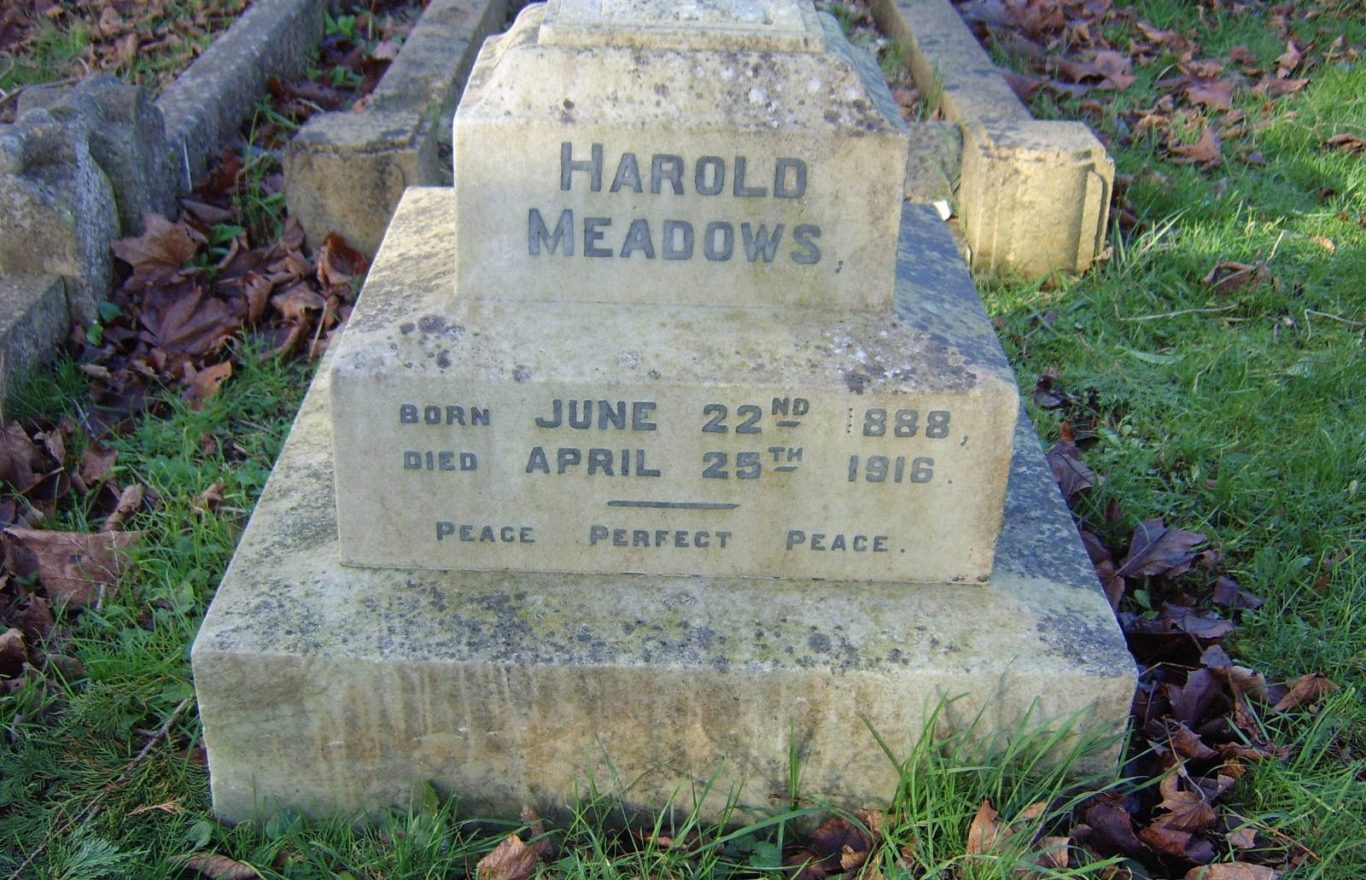 HAROLD
MEADOWS,
BORN JUNE 22ND 1888,
DIED APRIL 25TH 1916.
PEACE PERFECT PEACE.